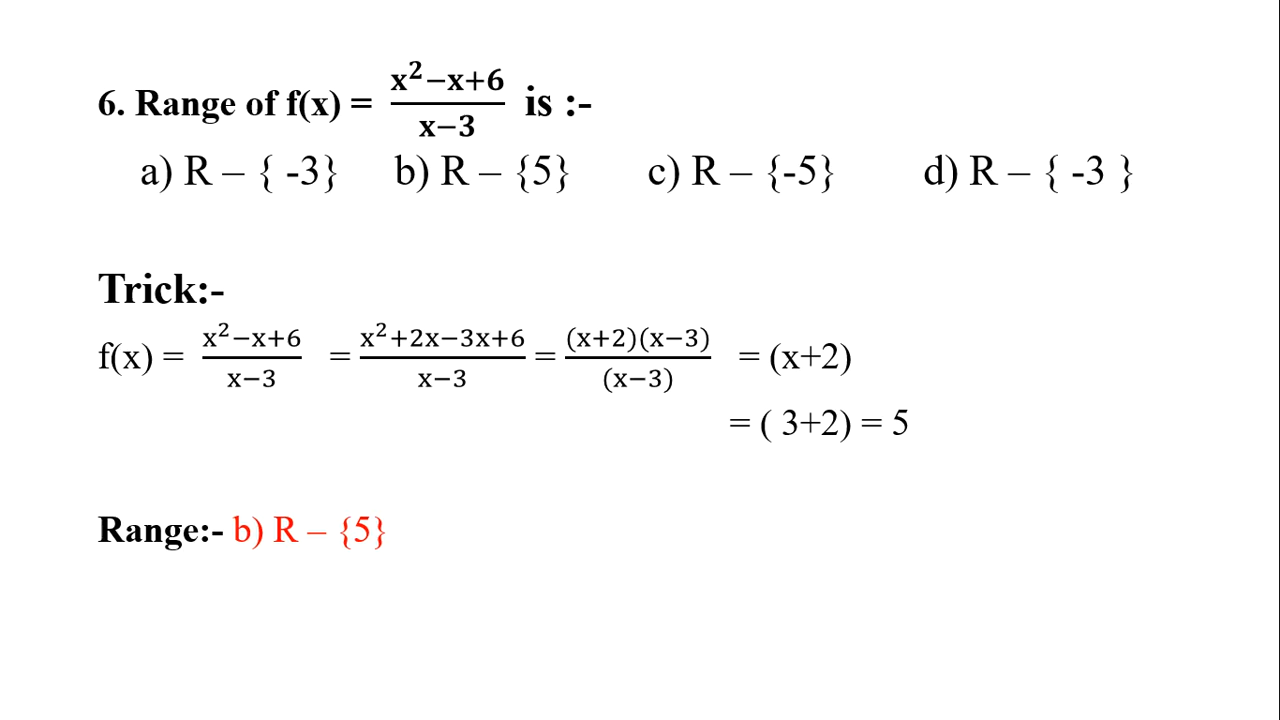 6. Range of f(x) = x²−x+6 / x−3 is :-
a) R – { -3} b) R – {5} c) R – {-5} d) R – { -3 }
Trick:-
f(x) = x²−x+6 / x−3 = x²+2x−3x+6 / x−3 = (x+2)(x−3) / (x−3) = (x+2)
= ( 3+2) = 5
Range:- b) R – {5}